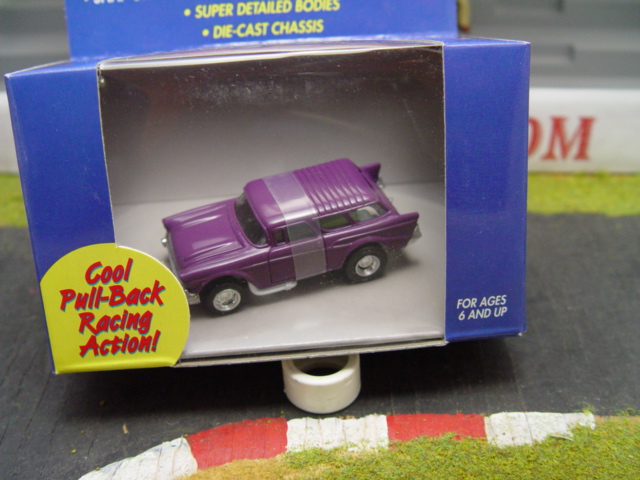 • SUPER DETAILED BODIES
• DIE-CAST CHASSIS
OM
Cool
Pull-Back
Racing
Action!
FOR AGES
6 AND UP